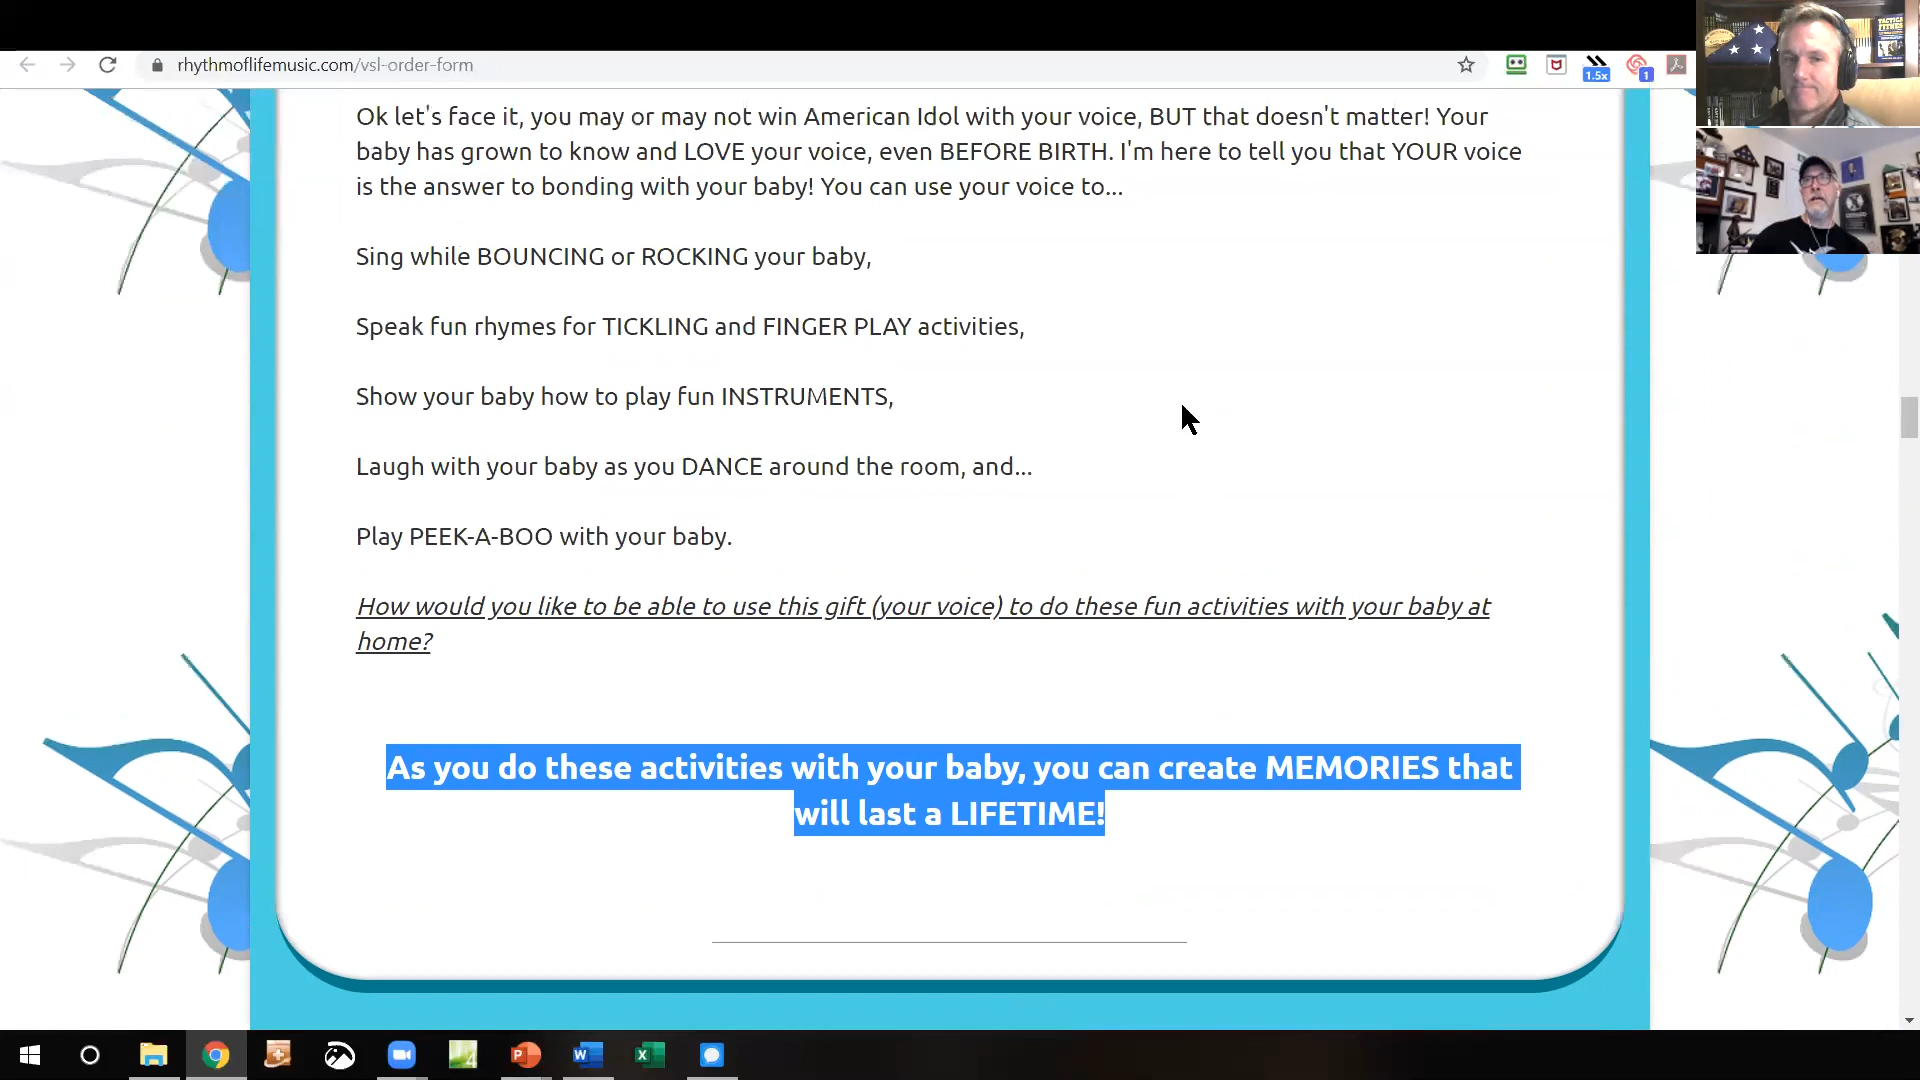 rhythmoflifemusic.com/vsl-order-form
1.5x
1
Ok let's face it, you may or may not win American Idol with your voice, BUT that doesn't matter! Your
baby has grown to know and LOVE your voice, even BEFORE BIRTH. I'm here to tell you that YOUR voice
is the answer to bonding with your baby! You can use your voice to...
Sing while BOUNCING or ROCKING your baby,
Speak fun rhymes for TICKLING and FINGER PLAY activities,
Show your baby how to play fun INSTRUMENTS,
Laugh with your baby as you DANCE around the room, and...
Play PEEK-A-BOO with your baby.
How would you like to be able to use this gift (your voice) to do these fun activities with your baby at
home?
As you do these activities with your baby, you can create MEMORIES that
will last a LIFETIME!
TACTICAL
FITNESS
4
P
W
X